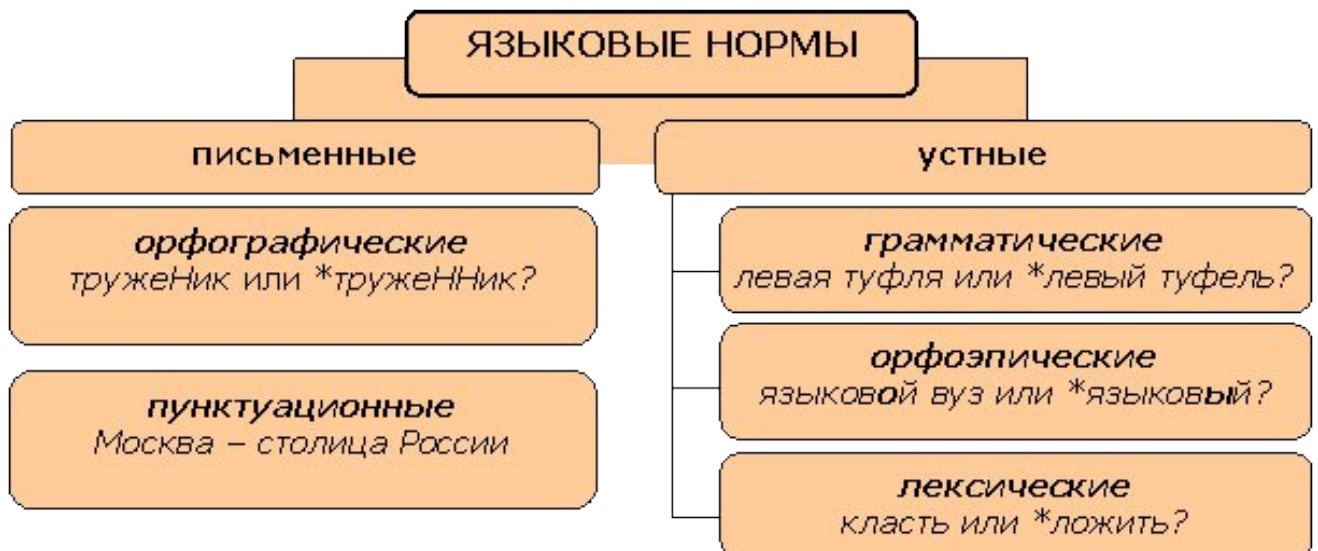 ЯЗЫКОВЫЕ НОРМЫ
письменные
орфографические
тружеНик или *тружеННик?
пунктуационные
Москва – столица России
устные
грамматические
левая туфля или *левый туфель?
орфоэпические
языковой вуз или *языковый?
лексические
класть или *ложить?